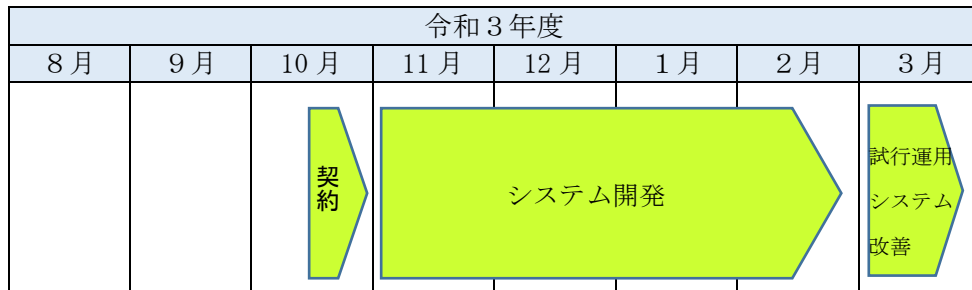 令和３年度
８月 ９月 10月 11月 12月 １月 ２月 ３月
契約
システム開発
試行運用
システム
改善